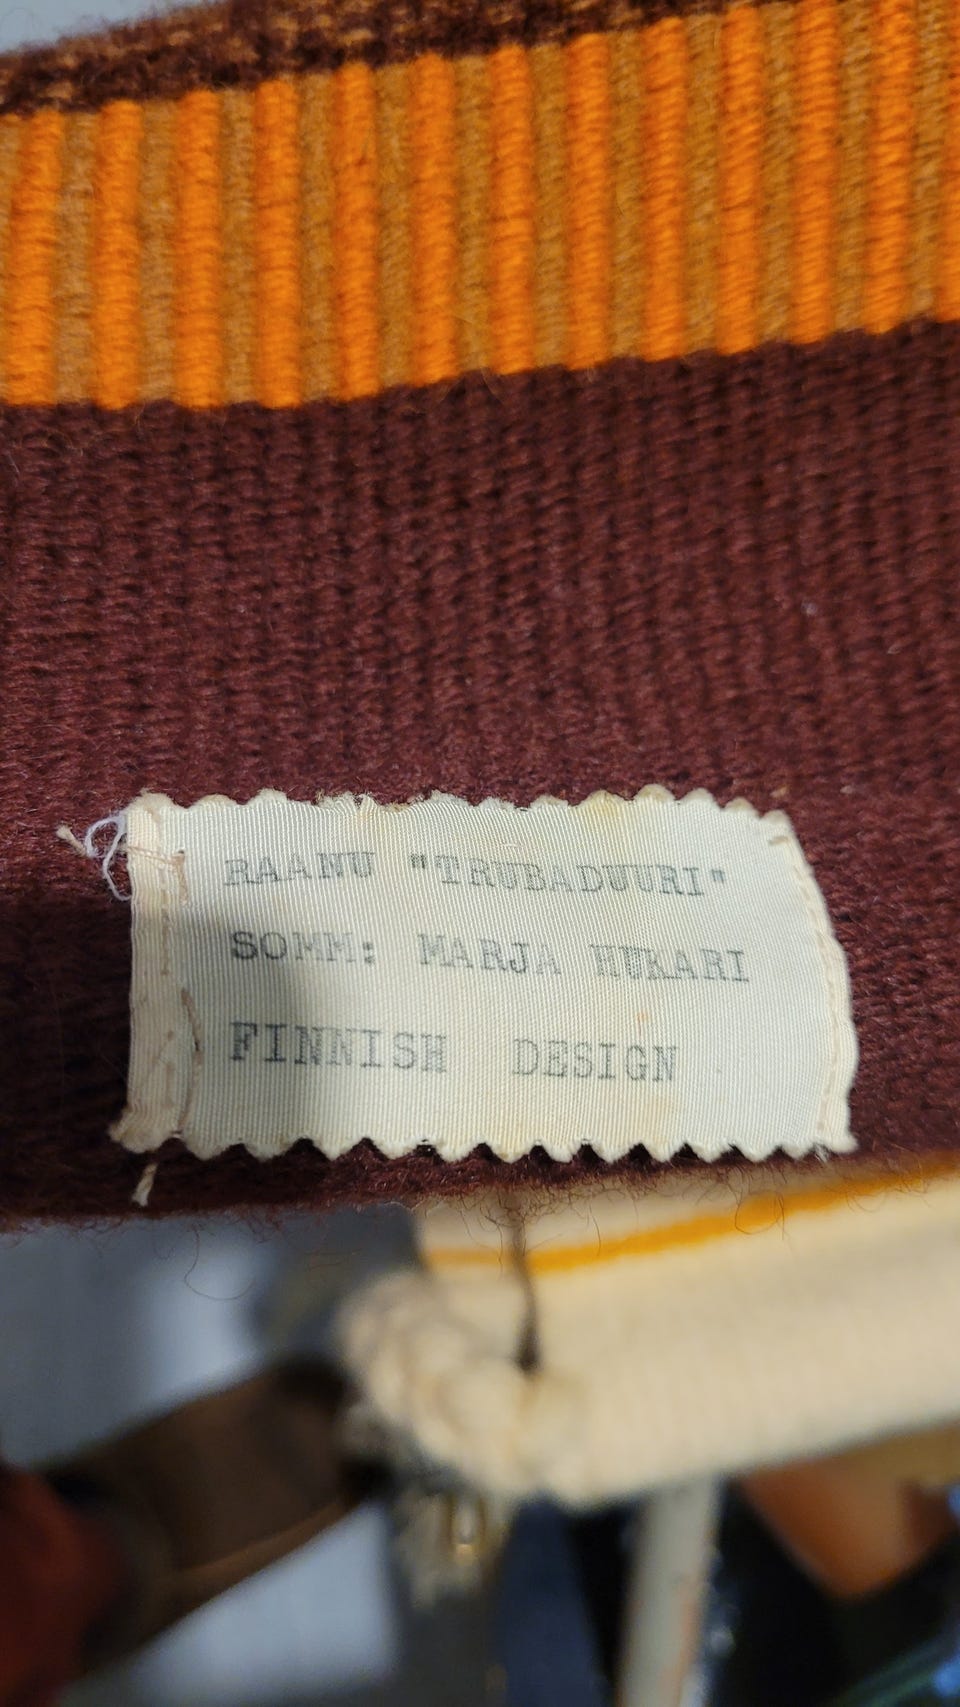 RAANU "TRUBADUURI"
SOMM: MARJA HUKARI
FINNISH DESIGN